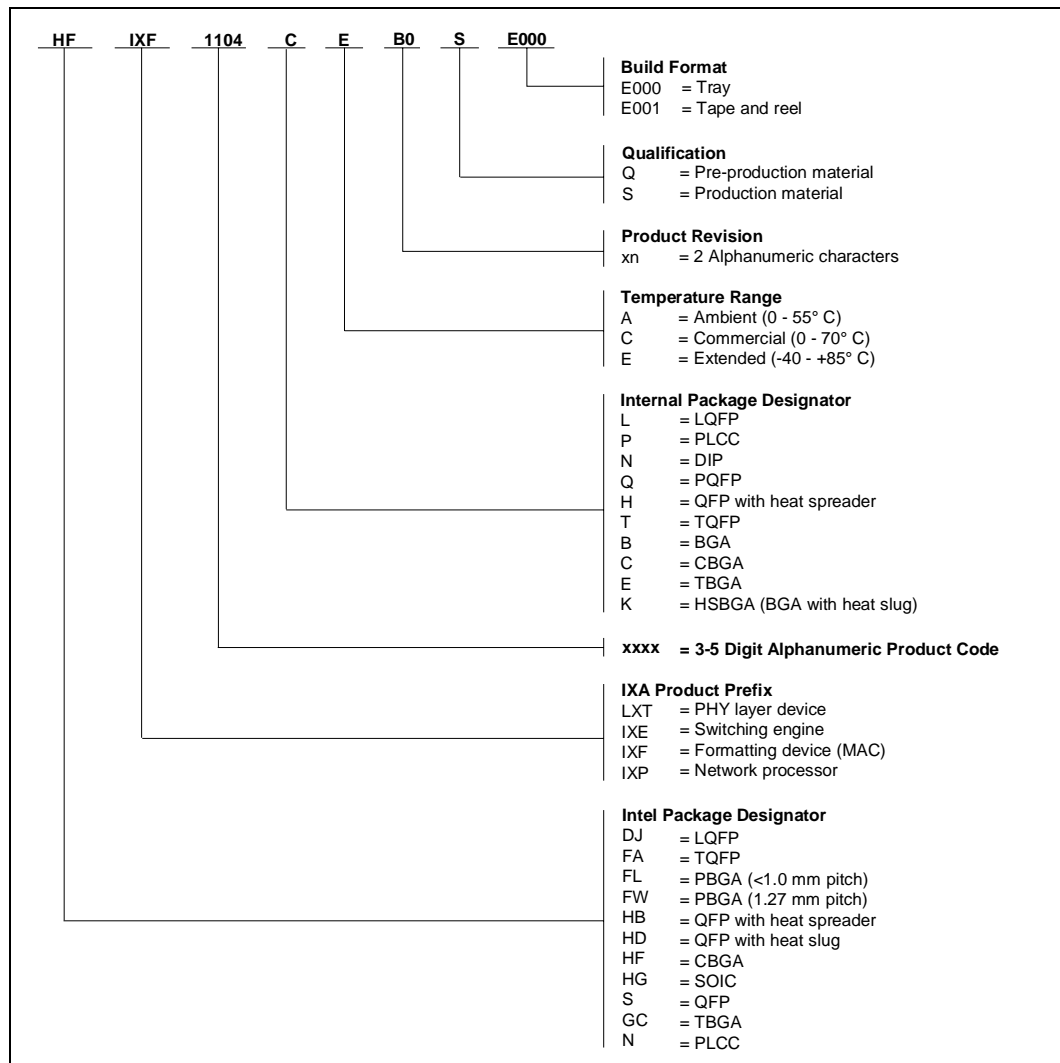 HF IXF 1104 C E B0 S E000
Build Format
E000 = Tray
E001 = Tape and reel
Qualification
Q = Pre-production material
S = Production material
Product Revision
xn = 2 Alphanumeric characters
Temperature Range
A = Ambient (0 - 55° C)
C = Commercial (0 - 70° C)
E = Extended (-40 - +85° C)
Internal Package Designator
L = LQFP
P = PLCC
N = DIP
Q = PQFP
H = QFP with heat spreader
T = TQFP
B = BGA
C = CBGA
E = TBGA
K = HSBGA (BGA with heat slug)
xxxx = 3-5 Digit Alphanumeric Product Code
IXA Product Prefix
LXT = PHY layer device
IXE = Switching engine
IXF = Formatting device (MAC)
IXP = Network processor
Intel Package Designator
DJ = LQFP
FA = TQFP
FL = PBGA (<1.0 mm pitch)
FW = PBGA (1.27 mm pitch)
HB = QFP with heat spreader
HD = QFP with heat slug
HF = CBGA
HG = SOIC
S = QFP
GC = TBGA
N = PLCC